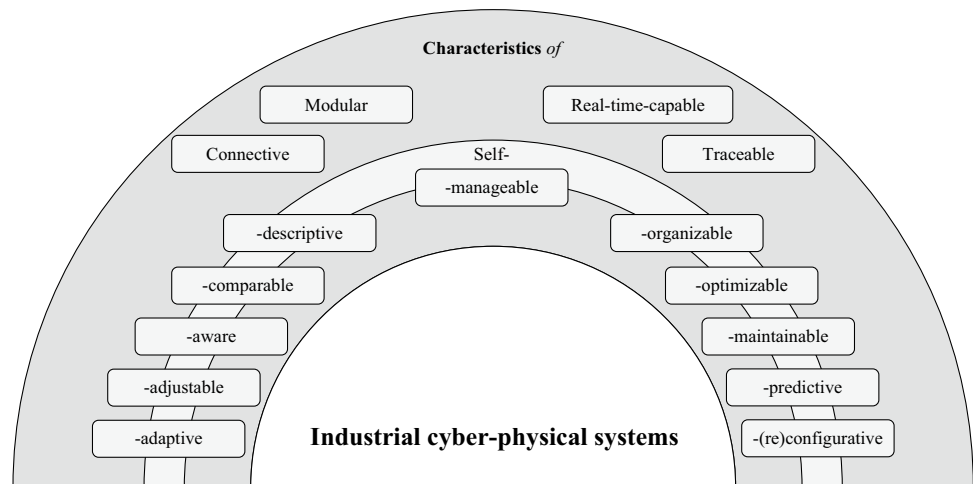 Characteristics of
Modular
Real-time-capable
Connective
Self-
Traceable
-manageable
-descriptive
-organizable
-comparable
-optimizable
-aware
-maintainable
-adjustable
-predictive
-adaptive
Industrial cyber-physical systems
-(re)configurative